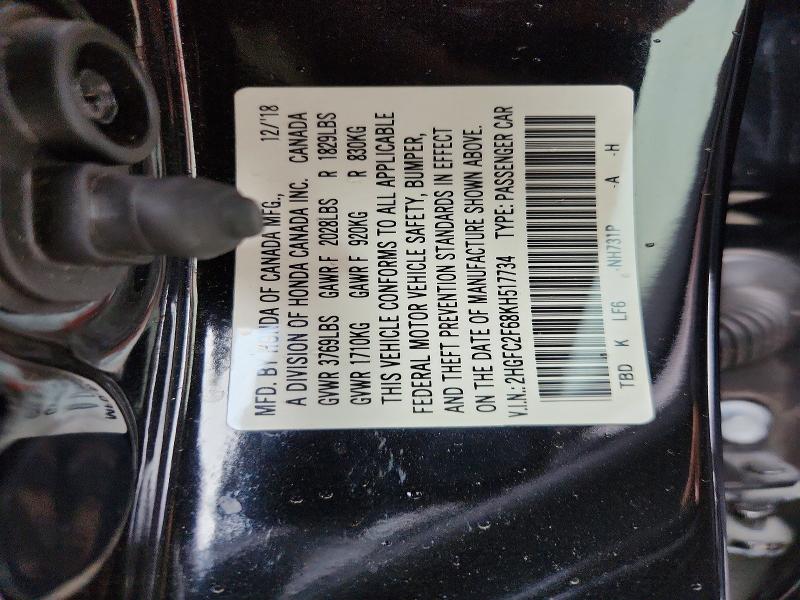 MFD. BY HONDA OF CANADA MFG., 12/'18
A DIVISION OF HONDA CANADA INC. CANADA
GVWR 3769LBS GAWR F 2028LBS R 1829LBS
GVWR 1710KG GAWR F 920KG R 830KG
THIS VEHICLE CONFORMS TO ALL APPLICABLE
FEDERAL MOTOR VEHICLE SAFETY, BUMPER,
AND THEFT PREVENTION STANDARDS IN EFFECT
ON THE DATE OF MANUFACTURE SHOWN ABOVE.
V.I.N.: 2HGFC2F68KH517734 TYPE: PASSENGER CAR
TBD K LF6 NH731P -A -H